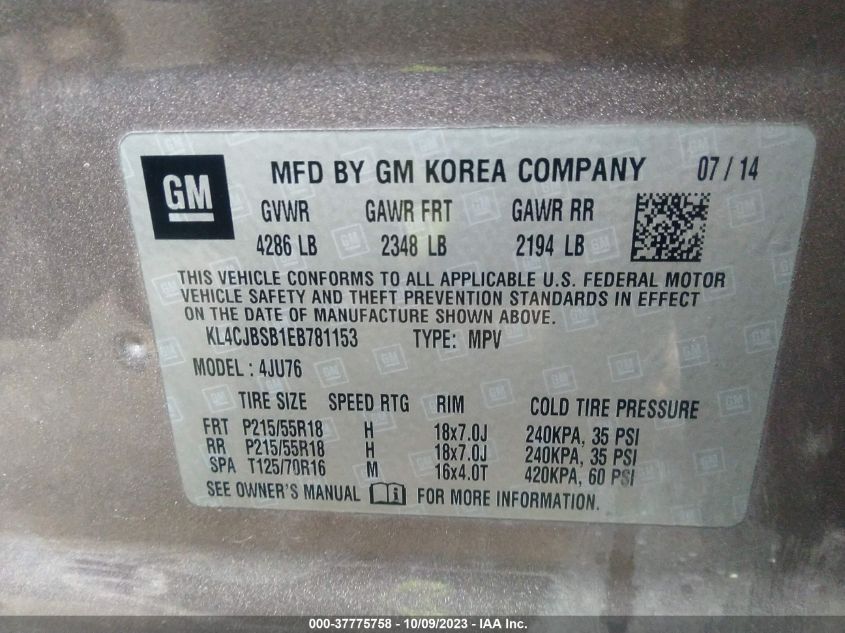 GM
MFD BY GM KOREA COMPANY 07/14
GVWR GAWR FRT GAWR RR
4286 LB 2348 LB 2194 LB
THIS VEHICLE CONFORMS TO ALL APPLICABLE U.S. FEDERAL MOTOR
VEHICLE SAFETY AND THEFT PREVENTION STANDARDS IN EFFECT
ON THE DATE OF MANUFACTURE SHOWN ABOVE.
KL4CJBSB1EB781153 TYPE: MPV
MODEL : 4JU76
TIRE SIZE SPEED RTG RIM COLD TIRE PRESSURE
FRT P215/55R18 H 18x7.0J 240KPA, 35 PSI
RR P215/55R18 H 18x7.0J 240KPA, 35 PSI
SPA T125/70R16 M 16x4.0T 420KPA, 60 PSI
SEE OWNER'S MANUAL FOR MORE INFORMATION.
000-37775758 - 10/09/2023 - IAA Inc.